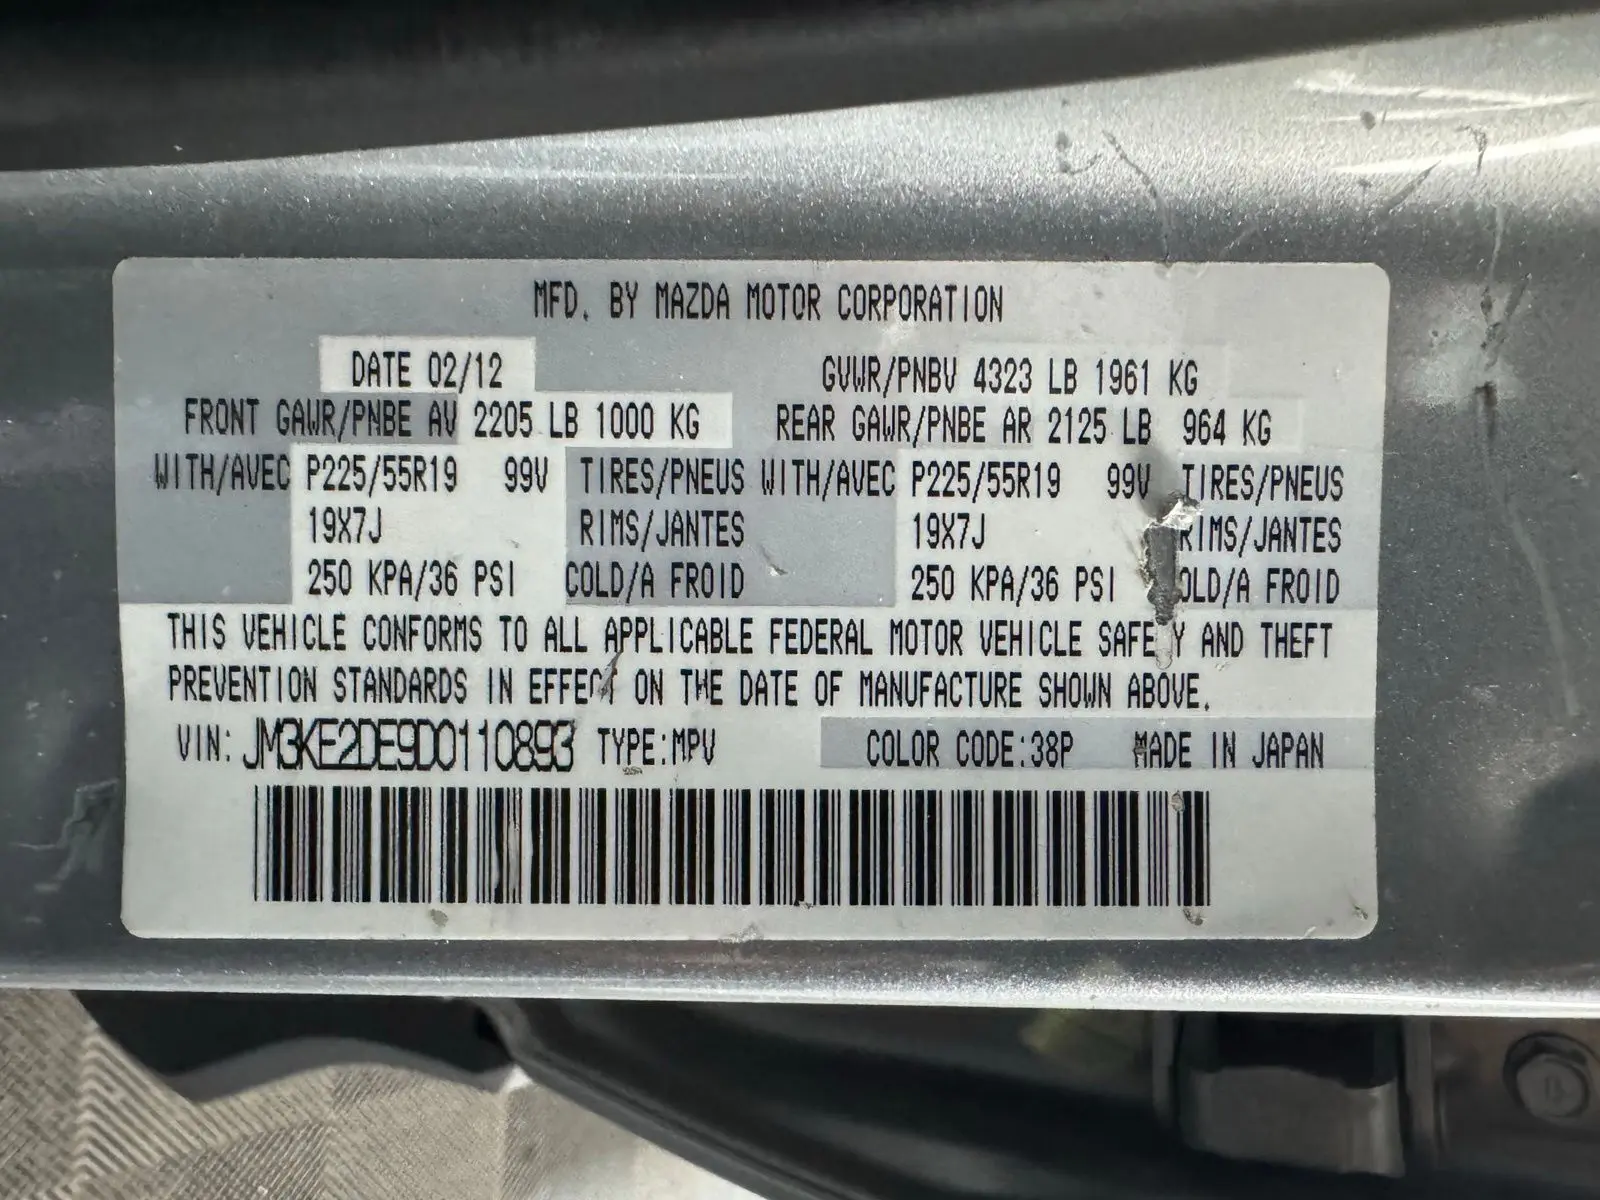 MFD. BY MAZDA MOTOR CORPORATION
DATE 02/12 GVWR/PNBV 4323 LB 1961 KG
FRONT GAWR/PNBE AV 2205 LB 1000 KG REAR GAWR/PNBE AR 2125 LB 964 KG
WITH/AVEC P225/55R19 99V TIRES/PNEUS WITH/AVEC P225/55R19 99V TIRES/PNEUS
19X7J RIMS/JANTES 19X7J RIMS/JANTES
250 KPA/36 PSI COLD/A FROID 250 KPA/36 PSI COLD/A FROID
THIS VEHICLE CONFORMS TO ALL APPLICABLE FEDERAL MOTOR VEHICLE SAFETY AND THEFT
PREVENTION STANDARDS IN EFFECT ON THE DATE OF MANUFACTURE SHOWN ABOVE.
VIN: JM3KE2DE9D0110893 TYPE:MPV COLOR CODE:38P MADE IN JAPAN